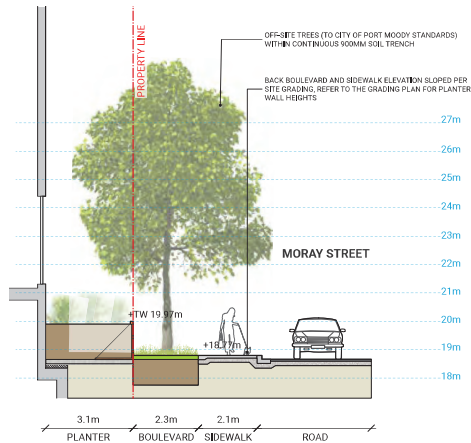 PROPERTY LINE
OFF-SITE TREES (TO CITY OF PORT MOODY STANDARDS)
WITHIN CONTINUOUS 900MM SOIL TRENCH
BACK BOULEVARD AND SIDEWALK ELEVATION SLOPED PER
SITE GRADING, REFER TO THE GRADING PLAN FOR PLANTER
WALL HEIGHTS
27m
26m
25m
24m
23m
MORAY STREET
22m
21m
+TW 19.97m
20m
+18.77m
19m
18m
3.1m
2.3m
2.1m
PLANTER
BOULEVARD
SIDEWALK
ROAD